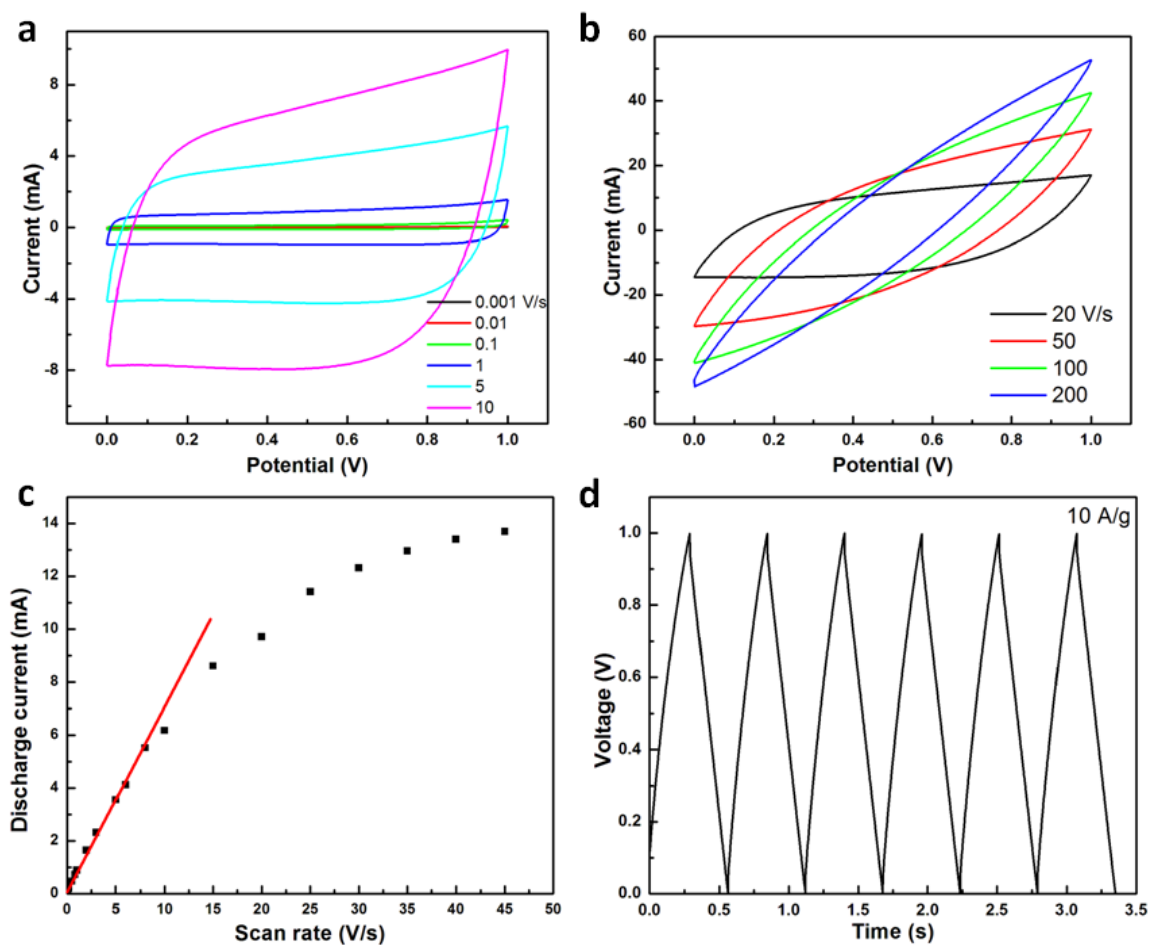 a
8
4
0
-4
-8
Current (mA)
0.001 V/s
0.01
0.1
1
5
10
0.0 0.2 0.4 0.6 0.8 1.0
Potential (V)
b
60
40
20
0
-20
-40
-60
Current (mA)
20 V/s
50
100
200
0.0 0.2 0.4 0.6 0.8 1.0
Potential (V)
c
14
12
10
8
6
4
2
0
Discharge current (mA)
0 5 10 15 20 25 30 35 40 45 50
Scan rate (V/s)
d
10 A/g
1.0
0.8
0.6
0.4
0.2
0.0
Voltage (V)
0.0 0.5 1.0 1.5 2.0 2.5 3.0 3.5
Time (s)